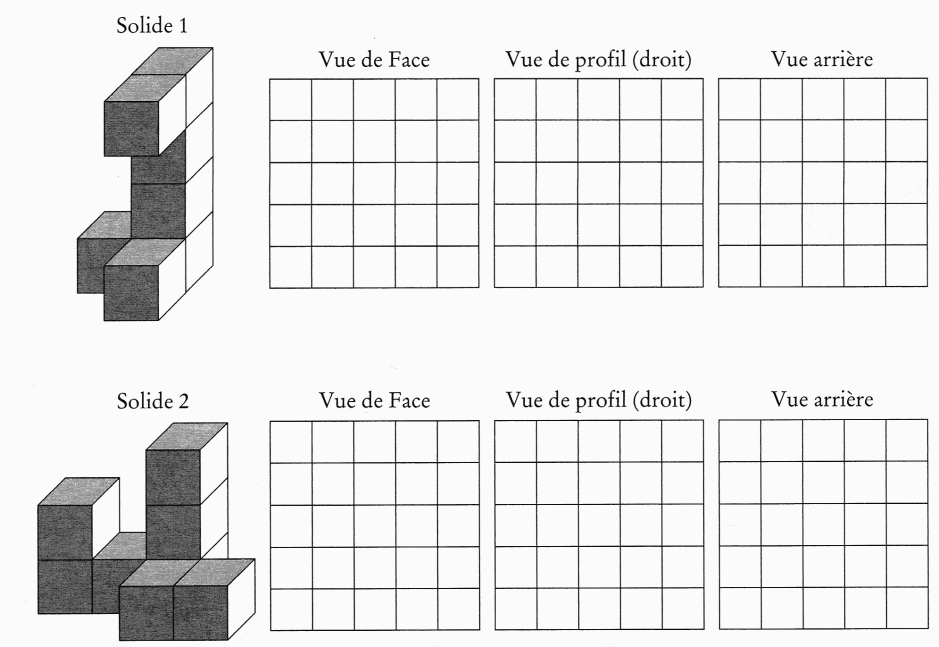 Solide 1
Vue de Face
Vue de profil (droit)
Vue arrière
Solide 2
Vue de Face
Vue de profil (droit)
Vue arrière